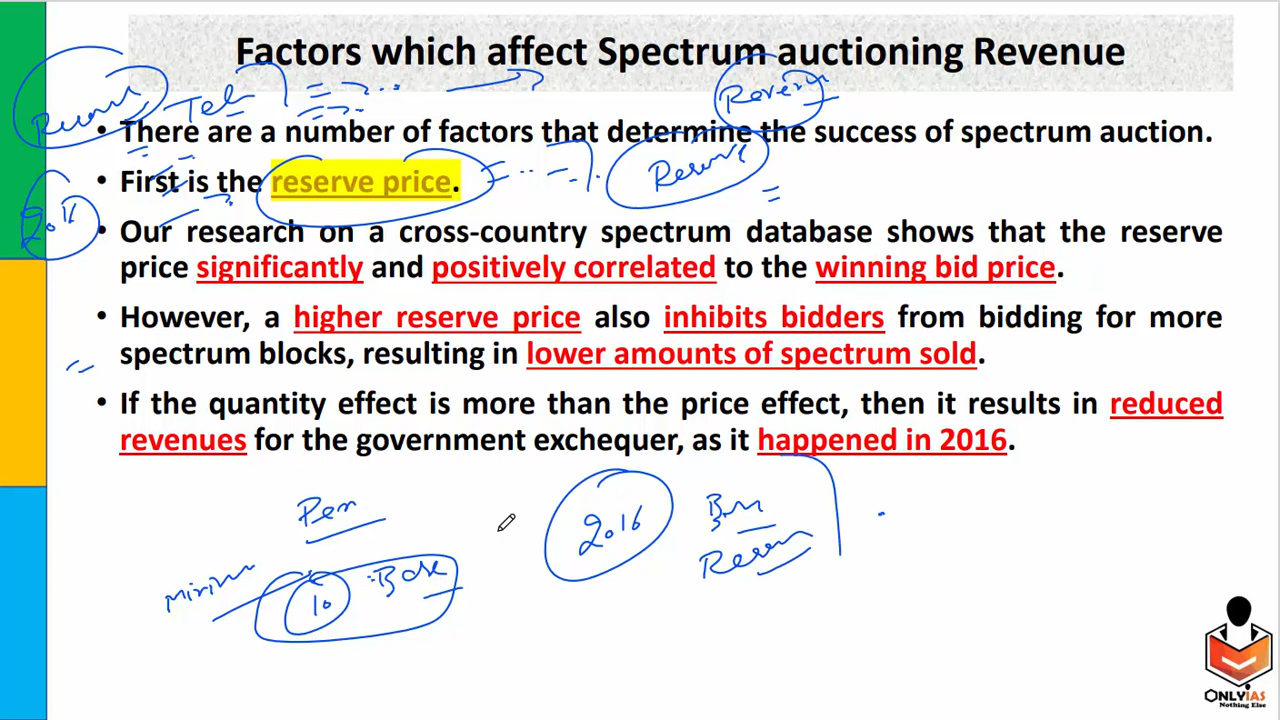 Factors which affect Spectrum auctioning Revenue
Tel
• There are a number of factors that determine the success of spectrum auction.
• First is the reserve price.
2016
• Our research on a cross-country spectrum database shows that the reserve
price significantly and positively correlated to the winning bid price.
• However, a higher reserve price also inhibits bidders from bidding for more
spectrum blocks, resulting in lower amounts of spectrum sold.
• If the quantity effect is more than the price effect, then it results in reduced
revenues for the government exchequer, as it happened in 2016.
Pen
2016
10 Base
ONLYIAS
Nothing Else